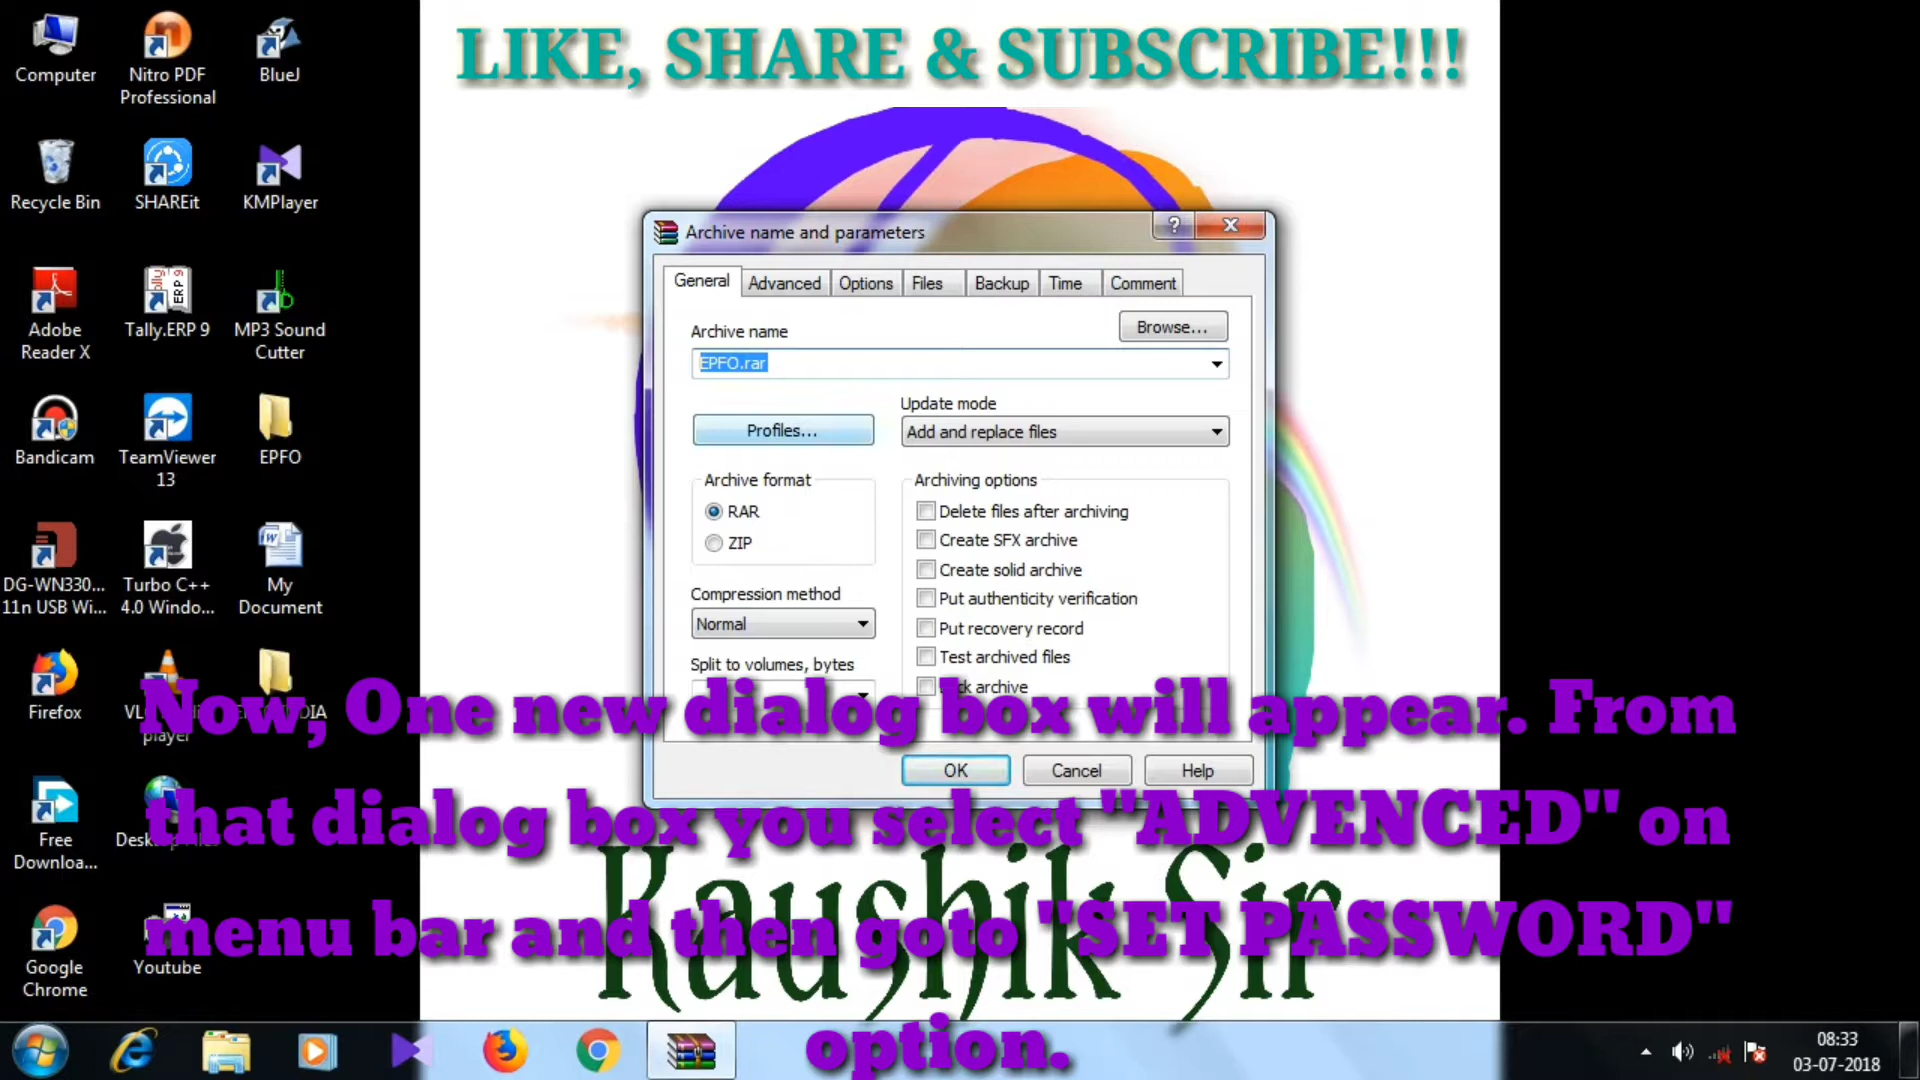 LIKE, SHARE & SUBSCRIBE!!!
Computer
Nitro PDF
Professional
BlueJ
Recycle Bin
SHAREit
KMPlayer
Adobe
Reader X
Tally.ERP 9
MP3 Sound
Cutter
Bandicam
TeamViewer
13
EPFO
DG-WN330...
11n USB Wi...
Turbo C++
4.0 Windo...
My
Document
Firefox
player
Free
Downloa...
Google
Chrome
Youtube
Archive name and parameters
General
Advanced
Options
Files
Backup
Time
Comment
Archive name
Browse...
EPFO.rar
Profiles...
Update mode
Add and replace files
Archive format
RAR
ZIP
Compression method
Normal
Split to volumes, bytes
Archiving options
Delete files after archiving
Create SFX archive
Create solid archive
Put authenticity verification
Put recovery record
Test archived files
archive
OK
Cancel
Help
Now, One new dialog box will appear. From
that dialog box you select "ADVENCED" on
menu bar and then goto "SET PASSWORD"
option.
Kaushik Sir
08:33
03-07-2018